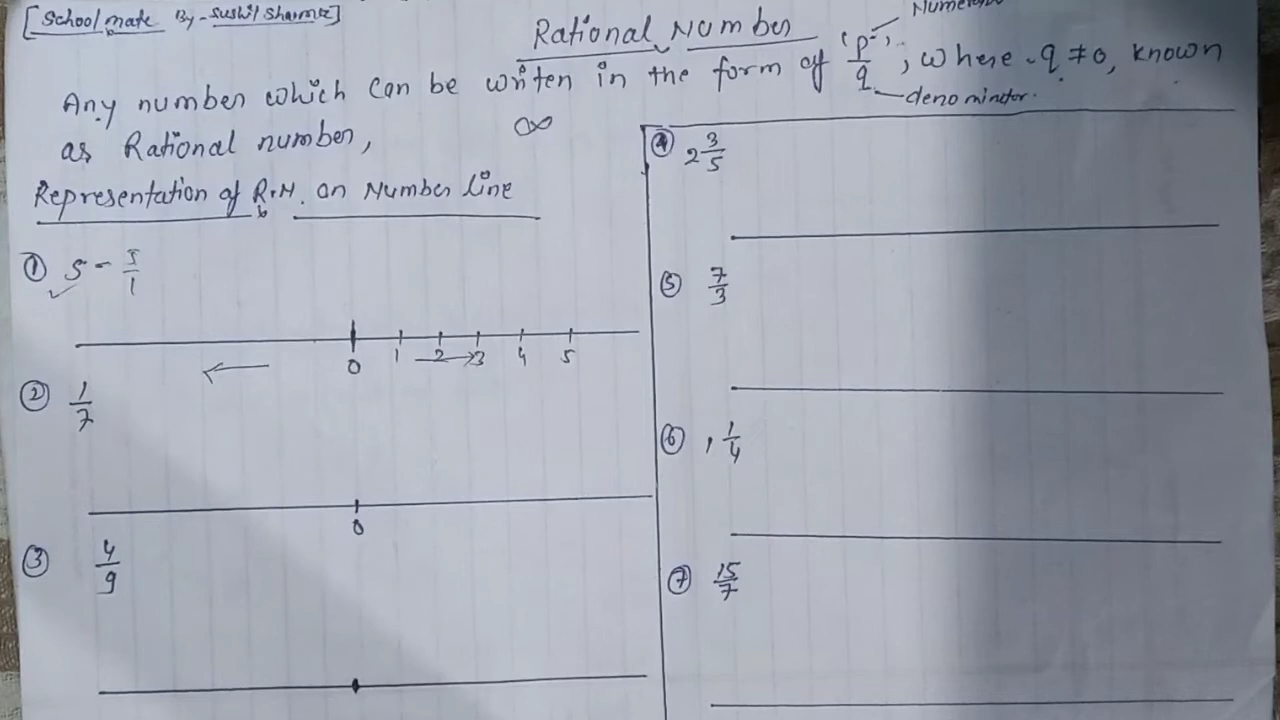 [School mate By - Sushil Sharma]
Rational Number
Any number which can be written in the form of 'p/q', where q ≠ 0, known
denominator.
as Rational number,
∞
Representation of R.N. on Number line
① 5 - 5/1
0 1 2 3 4 5
② 1/7
0
③ 4/9
④ 2 3/5
⑤ 7/3
⑥ 1 1/4
⑦ 15/7